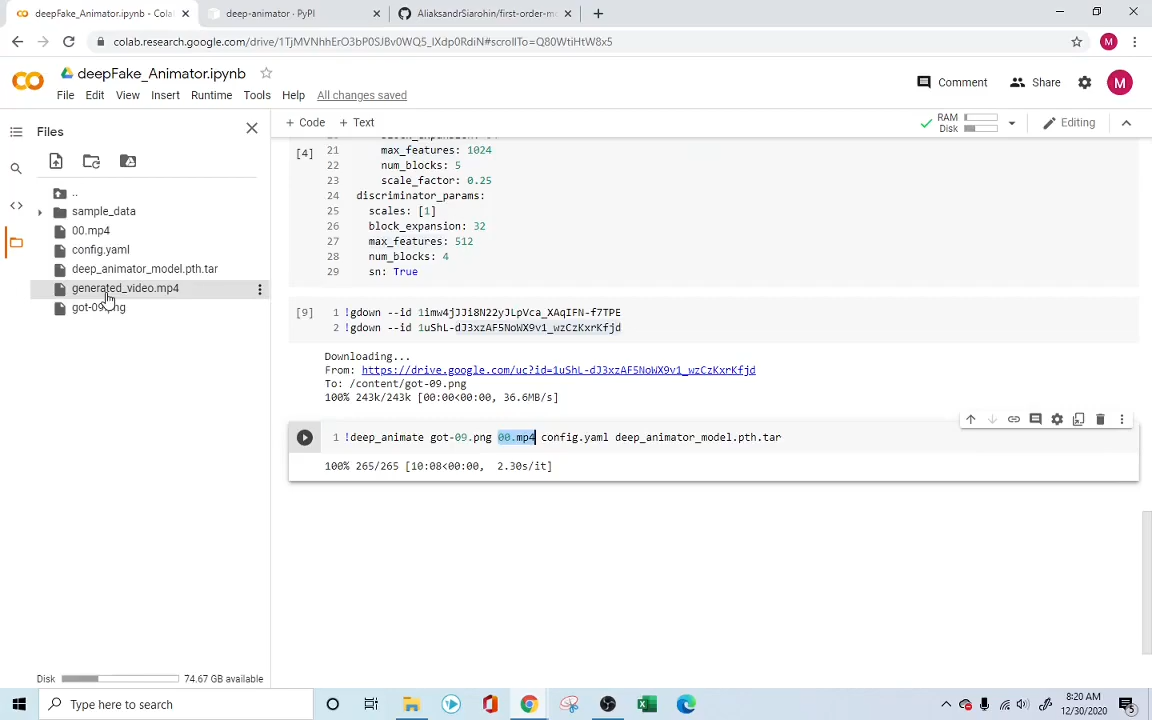 deepFake_Animator.ipynb - Colab
deep-animator · PyPI
AliaksandrSiarohin/first-order-mo
colab.research.google.com/drive/1TjMVNhhErO3bP0SJBv0WQ5_IXdp0RdiN#scrollTo=Q80WtiHtW8x5
M
deepFake_Animator.ipynb
Comment
Share
M
File Edit View Insert Runtime Tools Help All changes saved
Files
+ Code + Text
RAM
Disk
Editing
..
sample_data
00.mp4
config.yaml
deep_animator_model.pth.tar
generated_video.mp4
got-09.png
[4]
21 max_features: 1024
22 num_blocks: 5
23 scale_factor: 0.25
24 discriminator_params:
25 scales: [1]
26 block_expansion: 32
27 max_features: 512
28 num_blocks: 4
29 sn: True
[9] 1 !gdown --id 1imw4jJJi8N22yJLpVca_XAqIFN-f7TPE
2 !gdown --id 1uShL-dJ3xzAF5NoWX9v1_wzCzKxrKfjd
Downloading...
From: https://drive.google.com/uc?id=1uShL-dJ3xzAF5NoWX9v1_wzCzKxrKfjd
To: /content/got-09.png
100% 243k/243k [00:00<00:00, 36.6MB/s]
1 !deep_animate got-09.png 00.mp4 config.yaml deep_animator_model.pth.tar
100% 265/265 [10:08<00:00, 2.30s/it]
Disk 74.67 GB available
Type here to search
8:20 AM
12/30/2020
5